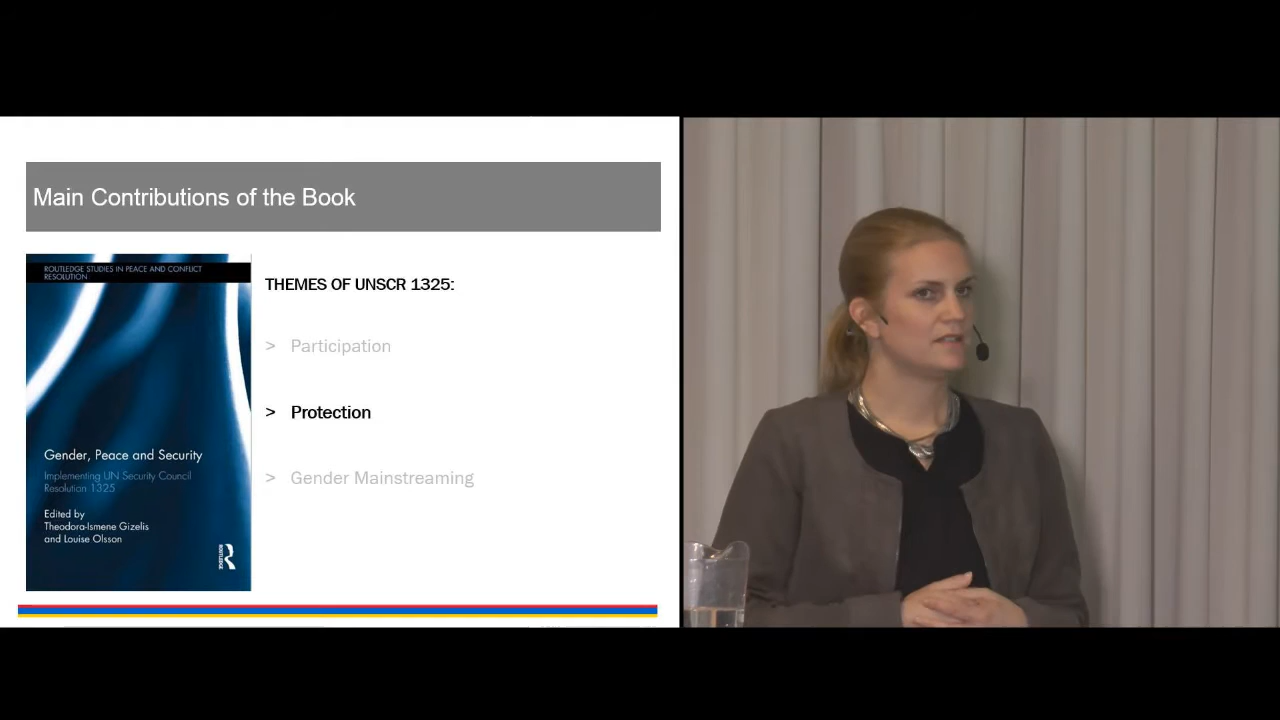 Main Contributions of the Book
ROUTLEDGE STUDIES IN PEACE AND CONFLICT
RESOLUTION
THEMES OF UNSCR 1325:
> Participation
> Protection
> Gender Mainstreaming
Gender, Peace and Security
Implementing UN Security Council
Resolution 1325
Edited by
Theodora-Ismene Gizelis
and Louise Olsson
R
ROUTLEDGE